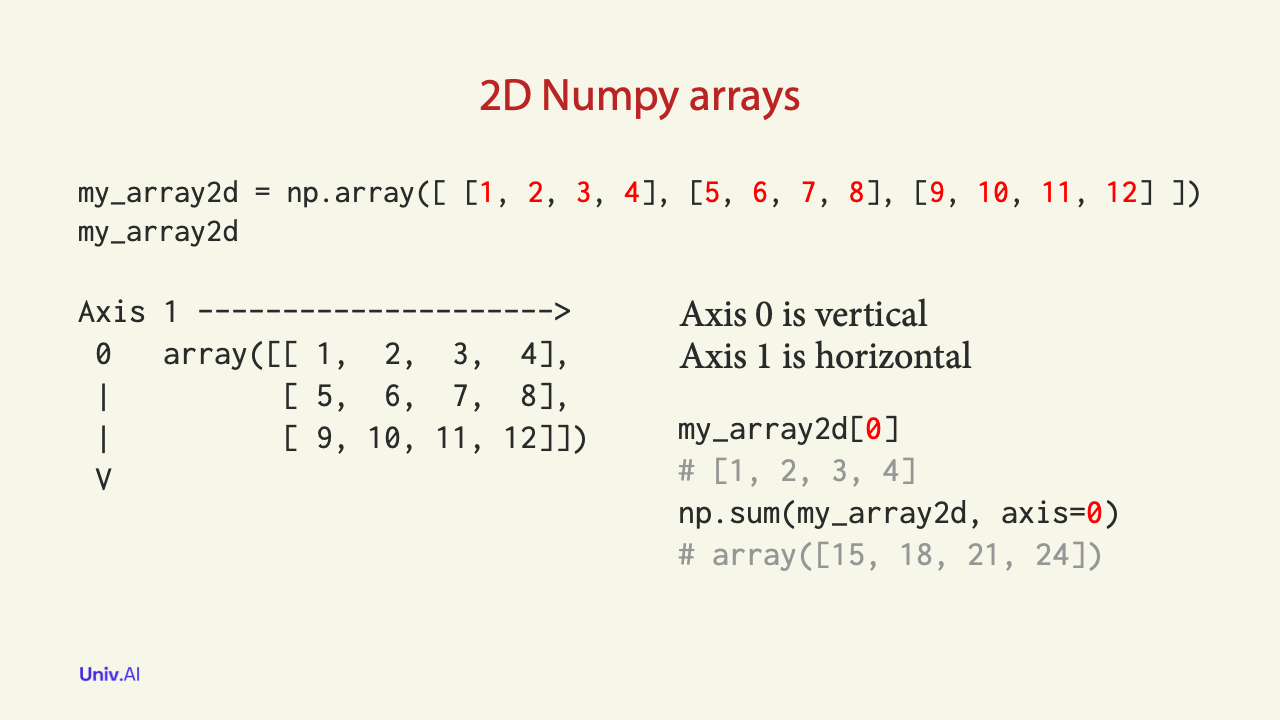 2D Numpy arrays
my_array2d = np.array([ [1, 2, 3, 4], [5, 6, 7, 8], [9, 10, 11, 12] ])
my_array2d
Axis 1 --------------------->
 0   array([[ 1,  2,  3,  4],
 |          [ 5,  6,  7,  8],
 |          [ 9, 10, 11, 12]])
 V
Axis 0 is vertical
Axis 1 is horizontal
my_array2d[0]
# [1, 2, 3, 4]
np.sum(my_array2d, axis=0)
# array([15, 18, 21, 24])
Univ.AI